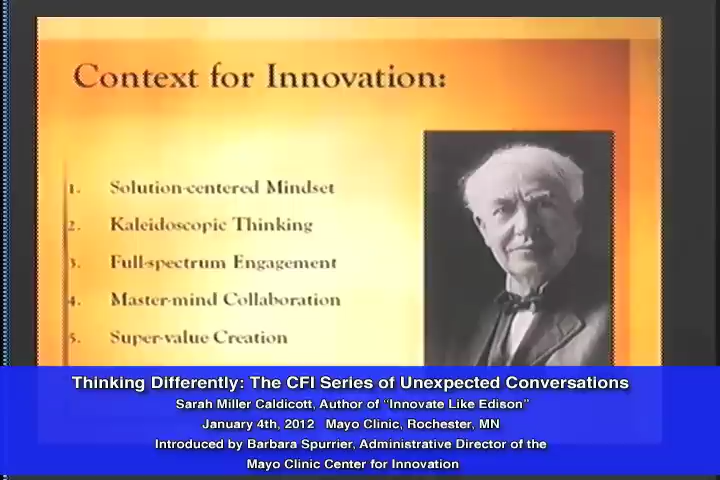 Context for Innovation:
1. Solution-centered Mindset
2. Kaleidoscopic Thinking
3. Full-spectrum Engagement
4. Master-mind Collaboration
5. Super-value Creation
Thinking Differently: The CFI Series of Unexpected Conversations
Sarah Miller Caldicott, Author of “Innovate Like Edison”
January 4th, 2012 Mayo Clinic, Rochester, MN
Introduced by Barbara Spurrier, Administrative Director of the
Mayo Clinic Center for Innovation